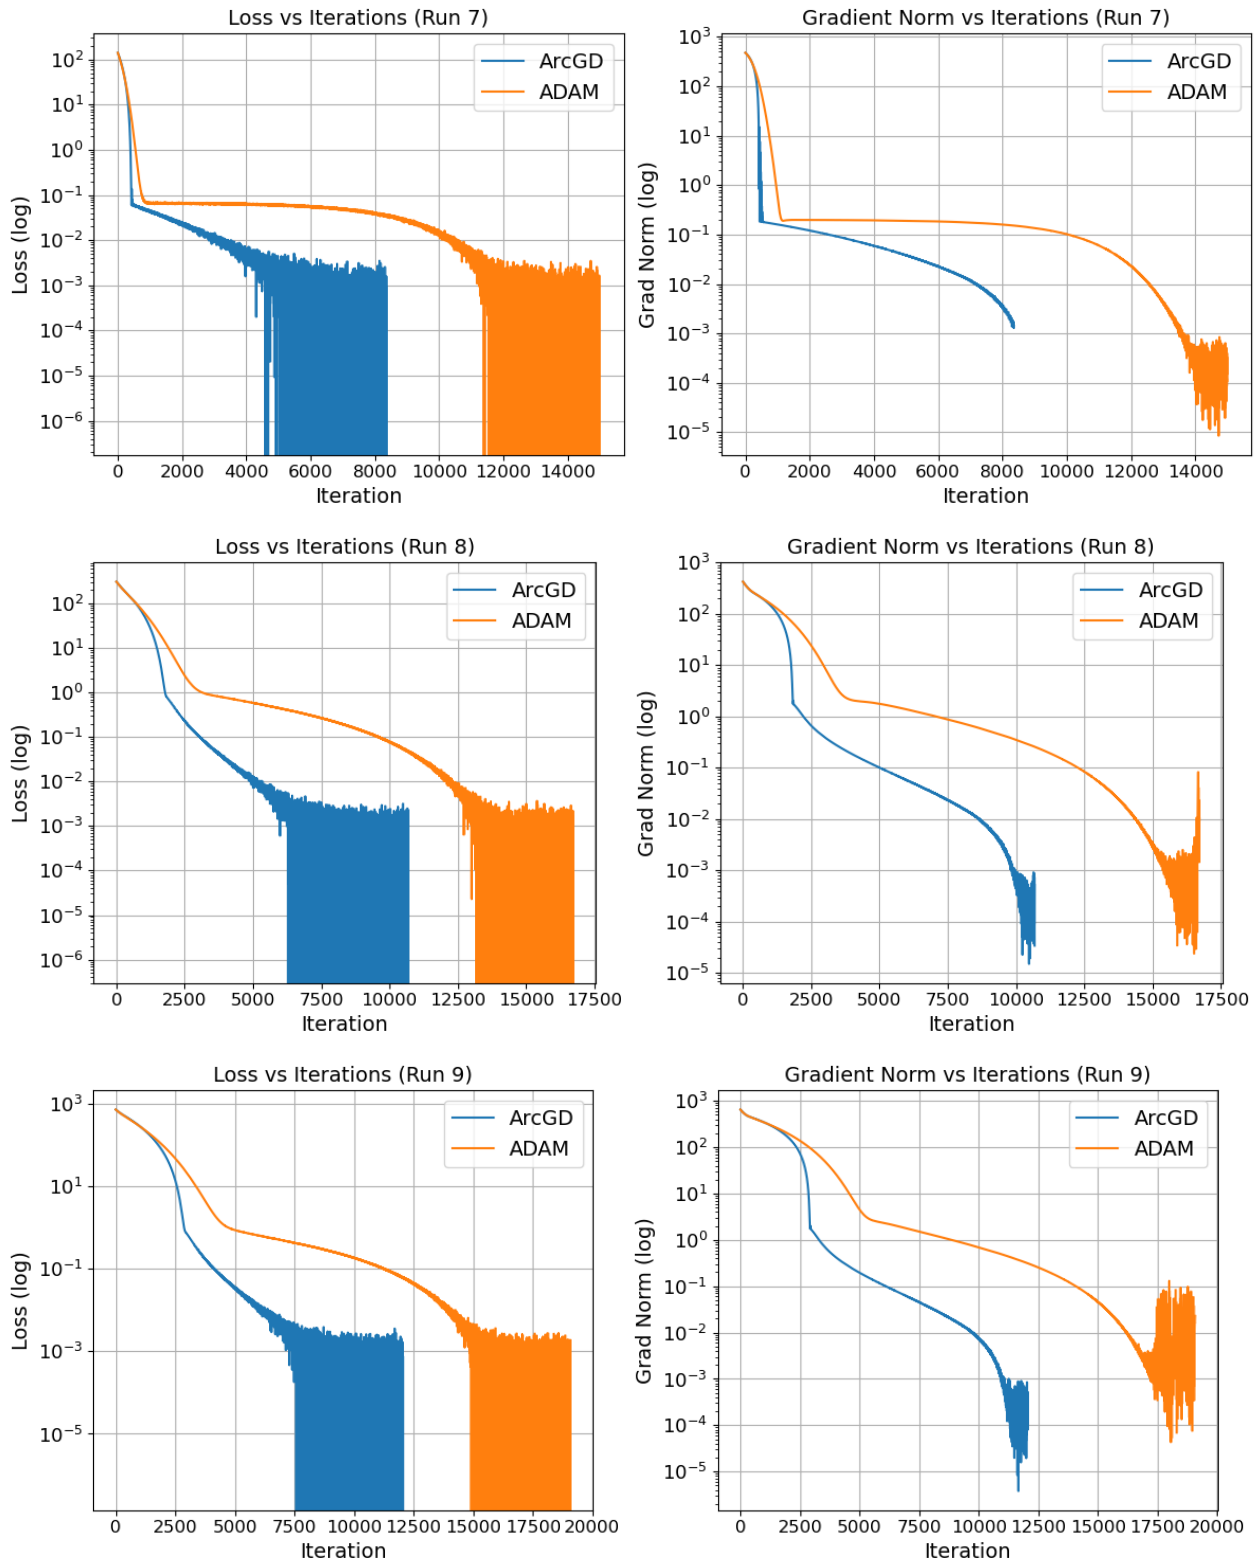 Loss vs Iterations (Run 7)
Loss (log)
10^2
10^1
10^0
10^-1
10^-2
10^-3
10^-4
10^-5
10^-6
ArcGD
ADAM
0 2000 4000 6000 8000 10000 12000 14000
Iteration
Gradient Norm vs Iterations (Run 7)
Grad Norm (log)
10^3
10^2
10^1
10^0
10^-1
10^-2
10^-3
10^-4
10^-5
ArcGD
ADAM
0 2000 4000 6000 8000 10000 12000 14000
Iteration
Loss vs Iterations (Run 8)
Loss (log)
10^2
10^1
10^0
10^-1
10^-2
10^-3
10^-4
10^-5
10^-6
ArcGD
ADAM
0 2500 5000 7500 10000 12500 15000 17500
Iteration
Gradient Norm vs Iterations (Run 8)
Grad Norm (log)
10^3
10^2
10^1
10^0
10^-1
10^-2
10^-3
10^-4
10^-5
ArcGD
ADAM
0 2500 5000 7500 10000 12500 15000 17500
Iteration
Loss vs Iterations (Run 9)
Loss (log)
10^3
10^1
10^-1
10^-3
10^-5
ArcGD
ADAM
0 2500 5000 7500 10000 12500 15000 17500 20000
Iteration
Gradient Norm vs Iterations (Run 9)
Grad Norm (log)
10^3
10^2
10^1
10^0
10^-1
10^-2
10^-3
10^-4
10^-5
ArcGD
ADAM
0 2500 5000 7500 10000 12500 15000 17500 20000
Iteration